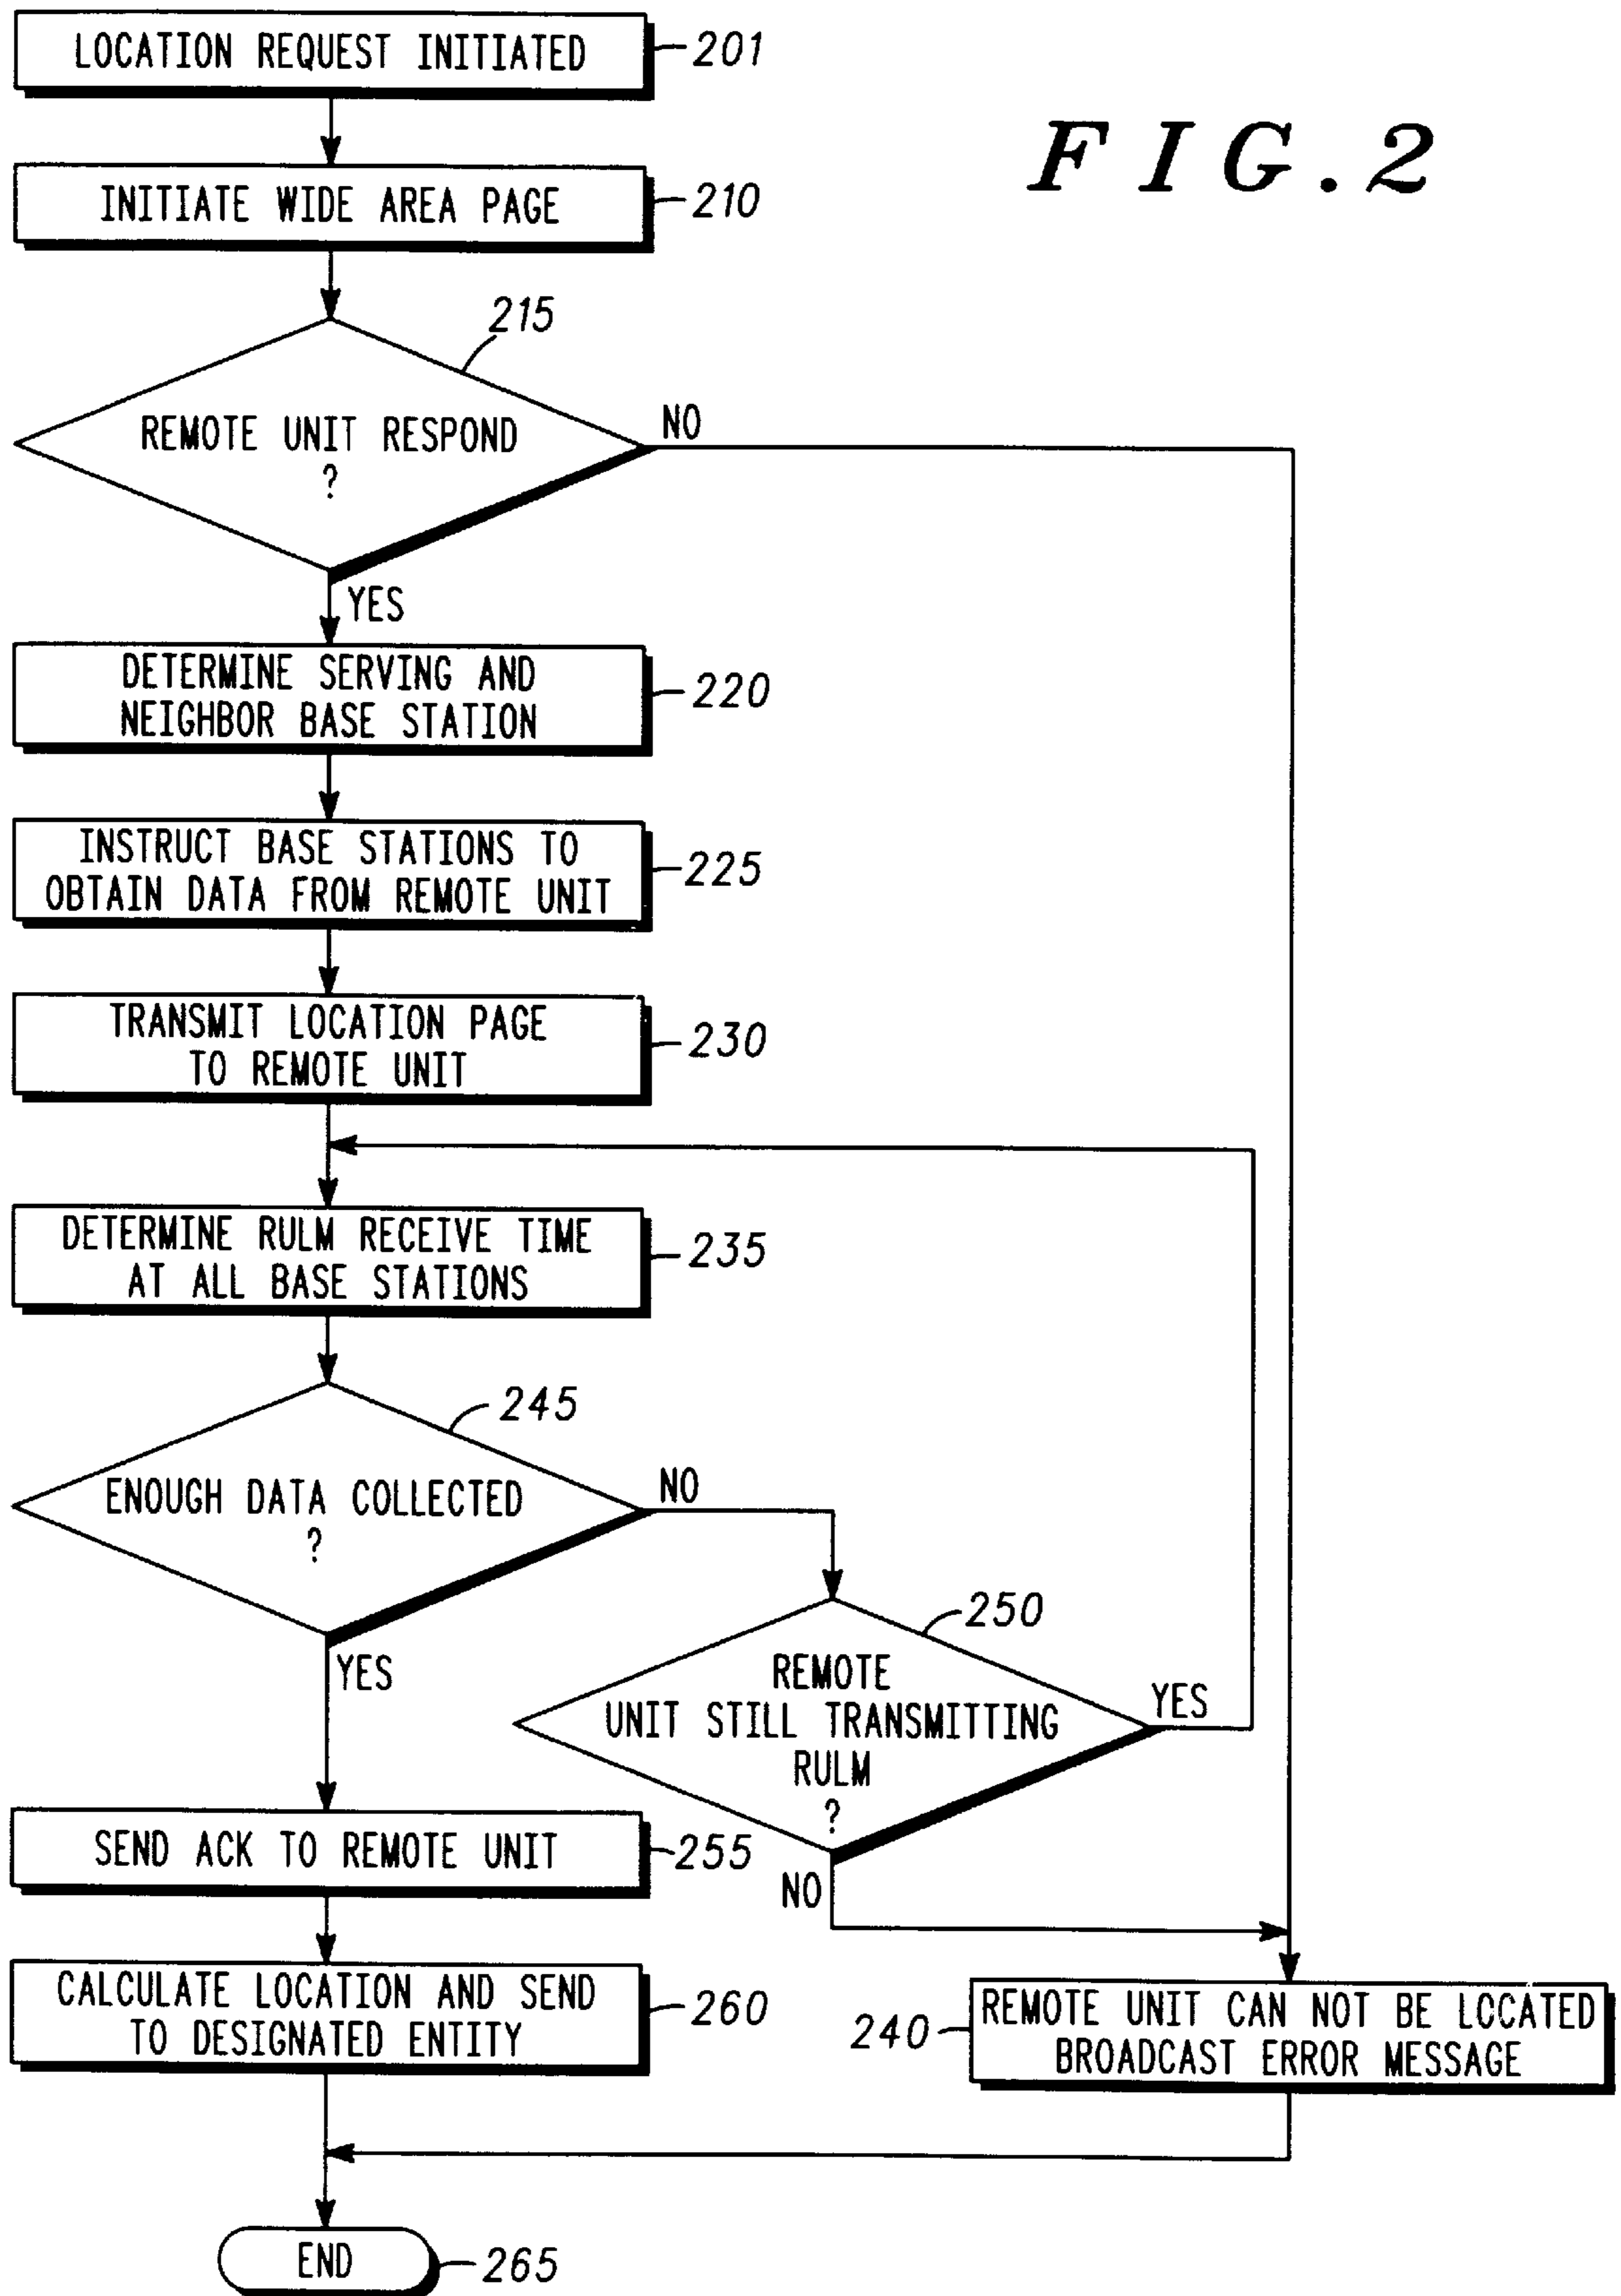 LOCATION REQUEST INITIATED
201
FIG.2
INITIATE WIDE AREA PAGE
210
215
REMOTE UNIT RESPOND
?
NO
YES
DETERMINE SERVING AND
NEIGHBOR BASE STATION
220
INSTRUCT BASE STATIONS TO
OBTAIN DATA FROM REMOTE UNIT
225
TRANSMIT LOCATION PAGE
TO REMOTE UNIT
230
DETERMINE RULM RECEIVE TIME
AT ALL BASE STATIONS
235
245
ENOUGH DATA COLLECTED
?
NO
YES
250
REMOTE
UNIT STILL TRANSMITTING
RULM
?
YES
NO
SEND ACK TO REMOTE UNIT
255
CALCULATE LOCATION AND SEND
TO DESIGNATED ENTITY
260
240
REMOTE UNIT CAN NOT BE LOCATED
BROADCAST ERROR MESSAGE
END
265